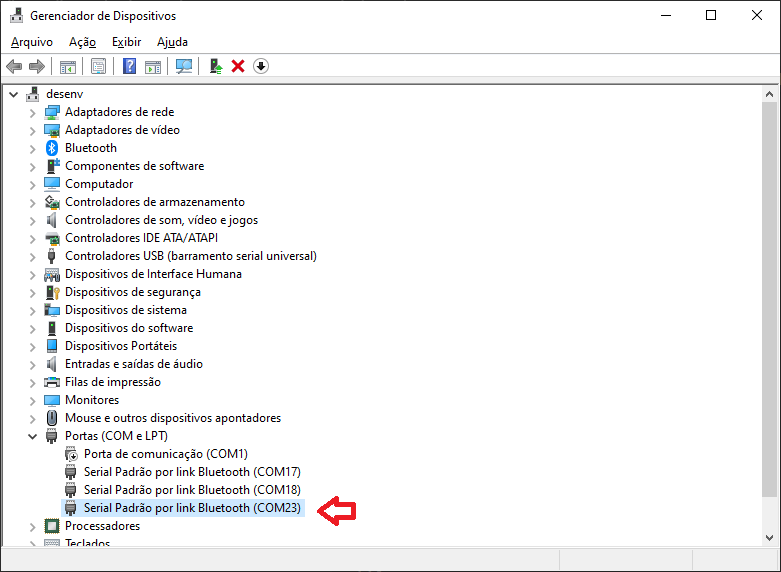 Gerenciador de Dispositivos
Arquivo Ação Exibir Ajuda
desenv
Adaptadores de rede
Adaptadores de vídeo
Bluetooth
Componentes de software
Computador
Controladores de armazenamento
Controladores de som, vídeo e jogos
Controladores IDE ATA/ATAPI
Controladores USB (barramento serial universal)
Dispositivos de Interface Humana
Dispositivos de segurança
Dispositivos de sistema
Dispositivos do software
Dispositivos Portáteis
Entradas e saídas de áudio
Filas de impressão
Monitores
Mouse e outros dispositivos apontadores
Portas (COM e LPT)
Porta de comunicação (COM1)
Serial Padrão por link Bluetooth (COM17)
Serial Padrão por link Bluetooth (COM18)
Serial Padrão por link Bluetooth (COM23)
Processadores
Teclados